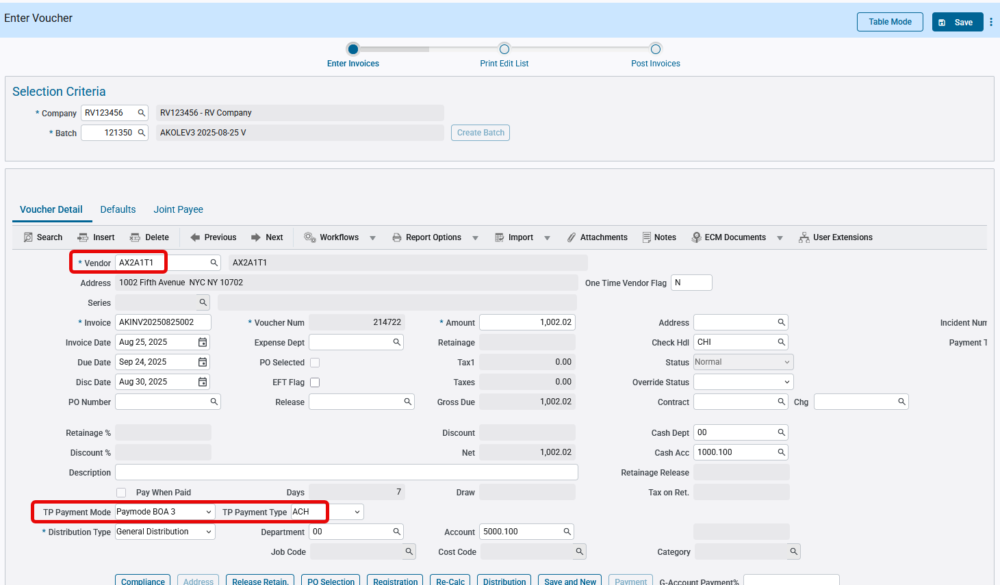 Enter Voucher
Table Mode Save
Enter Invoices Print Edit List Post Invoices
Selection Criteria
* Company RV123456 RV123456 - RV Company
* Batch 121350 AKOLEV3 2025-08-25 V Create Batch
Voucher Detail Defaults Joint Payee
Search Insert Delete Previous Next Workflows Report Options Import Attachments Notes ECM Documents User Extensions
* Vendor AX2A1T1 AX2A1T1
Address 1002 Fifth Avenue NYC NY 10702 One Time Vendor Flag N
Series
* Invoice AKINV20250825002 * Voucher Num 214722 * Amount 1,002.02 Address Incident Num
Invoice Date Aug 25, 2025 Expense Dept Retainage Check Hdl CHI Payment T
Due Date Sep 24, 2025 PO Selected Tax1 0.00 Status Normal
Disc Date Aug 30, 2025 EFT Flag Taxes 0.00 Override Status
PO Number Release Gross Due 1,002.02 Contract Chg
Retainage % Discount Cash Dept 00
Discount % Net 1,002.02 Cash Acc 1000.100
Description Retainage Release
Pay When Paid Days 7 Draw Tax on Ret.
TP Payment Mode Paymode BOA 3 TP Payment Type ACH
* Distribution Type General Distribution Department 00 Account 5000.100
Job Code Cost Code Category
Compliance Address Release Retain. PO Selection Registration Re-Calc Distribution Save and New Payment G-Account Payment%